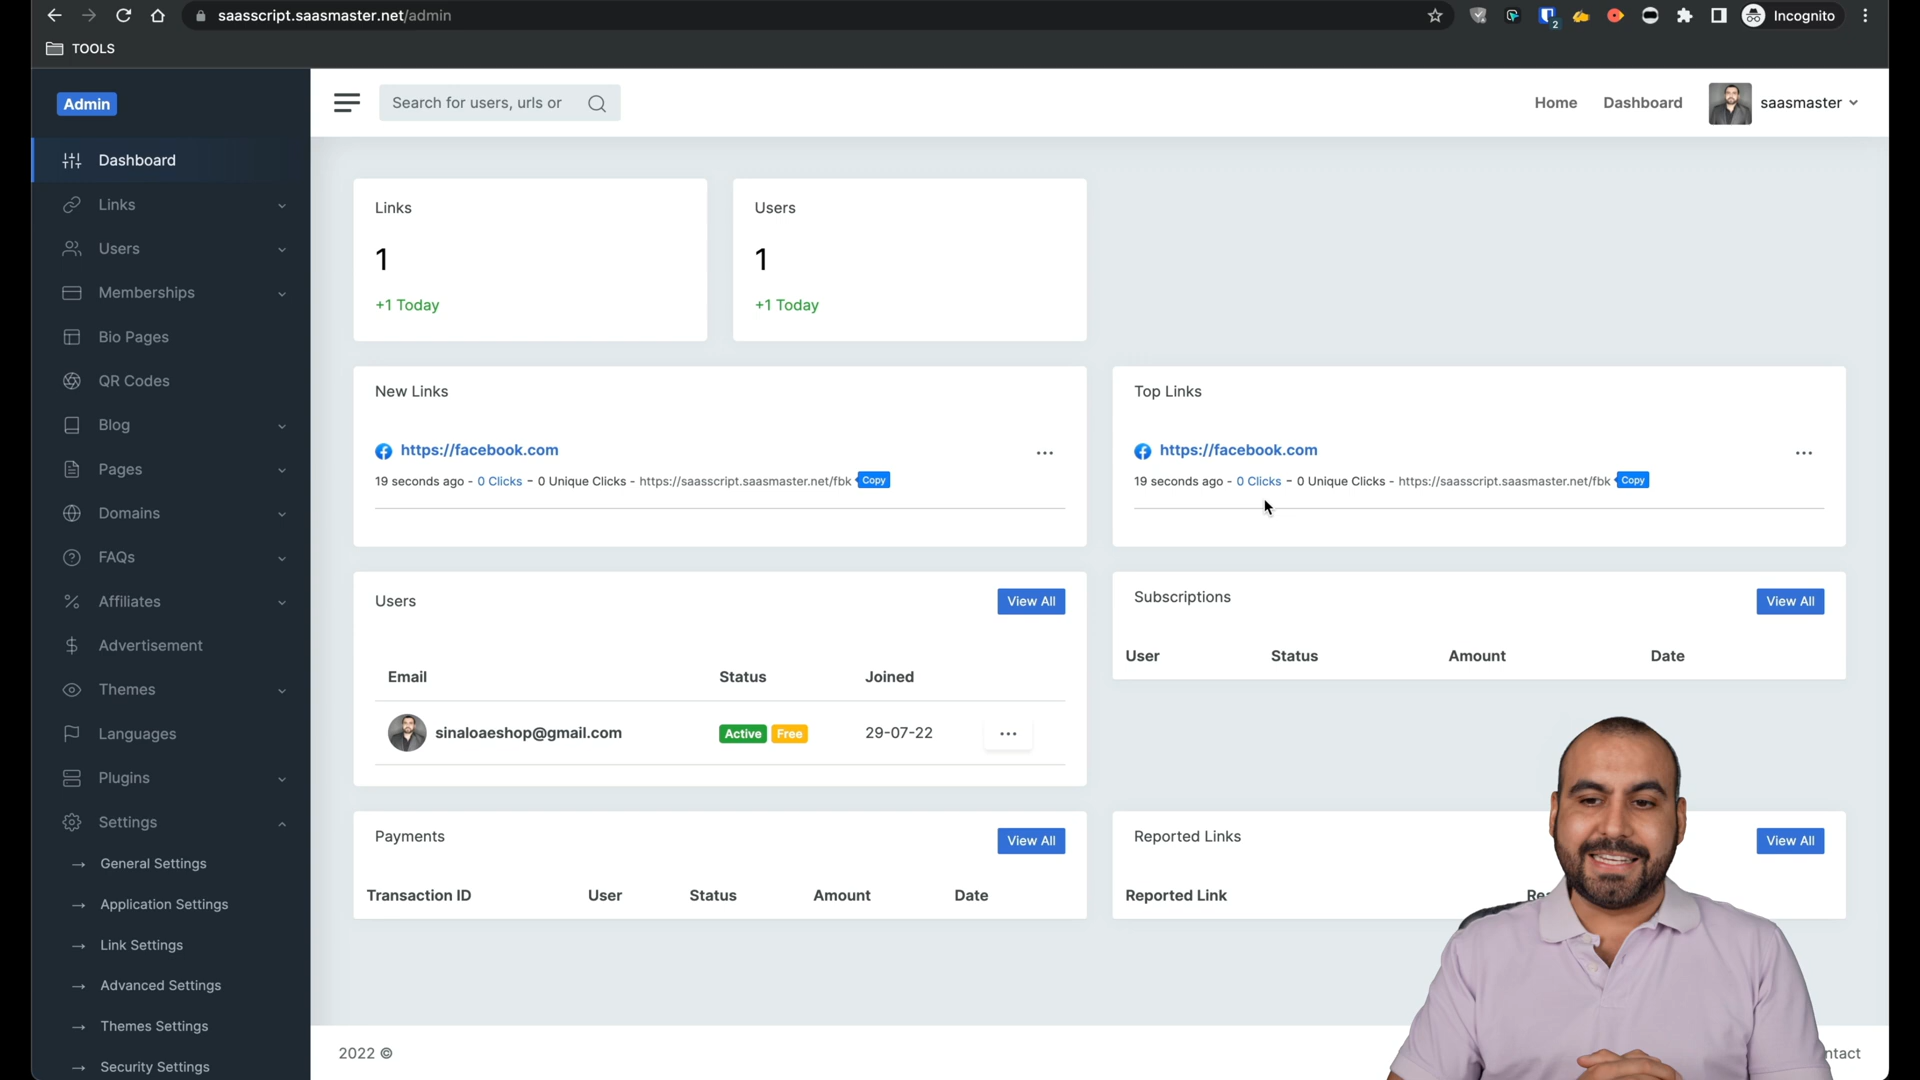 saasscript.saasmaster.net/admin
2
Incognito
TOOLS
Admin
Search for users, urls or
Home
Dashboard
saasmaster
Dashboard
Links
Users
Memberships
Bio Pages
QR Codes
Blog
Pages
Domains
FAQs
Affiliates
Advertisement
Themes
Languages
Plugins
Settings
→ General Settings
→ Application Settings
→ Link Settings
→ Advanced Settings
→ Themes Settings
→ Security Settings
Links
1
+1 Today
Users
1
+1 Today
New Links
https://facebook.com
19 seconds ago - 0 Clicks - 0 Unique Clicks - https://saasscript.saasmaster.net/fbk Copy
Top Links
https://facebook.com
19 seconds ago - 0 Clicks - 0 Unique Clicks - https://saasscript.saasmaster.net/fbk Copy
Users
View All
Email Status Joined
sinaloaeshop@gmail.com Active Free 29-07-22
Subscriptions
View All
User Status Amount Date
Payments
View All
Transaction ID User Status Amount Date
Reported Links
View All
Reported Link
2022 ©